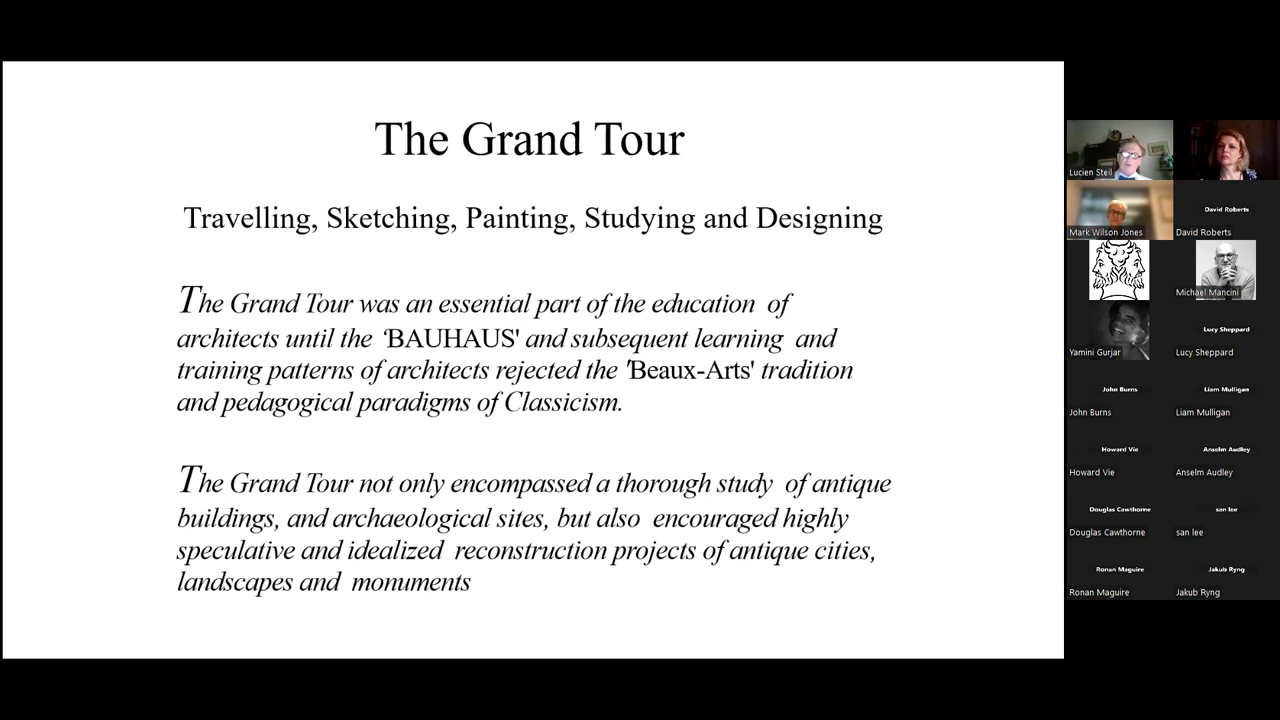 The Grand Tour
Travelling, Sketching, Painting, Studying and Designing
The Grand Tour was an essential part of the education of
architects until the 'BAUHAUS' and subsequent learning and
training patterns of architects rejected the 'Beaux-Arts' tradition
and pedagogical paradigms of Classicism.
The Grand Tour not only encompassed a thorough study of antique
buildings, and archaeological sites, but also encouraged highly
speculative and idealized reconstruction projects of antique cities,
landscapes and monuments
Lucien Steil
Mark Wilson Jones
David Roberts
David Roberts
Michael Mancini
Yamini Gurjar
Lucy Sheppard
Lucy Sheppard
John Burns
John Burns
Liam Mulligan
Liam Mulligan
Howard Vie
Howard Vie
Anselm Audley
Anselm Audley
Douglas Cawthorne
Douglas Cawthorne
san lee
san lee
Ronan Maguire
Ronan Maguire
Jakub Ryng
Jakub Ryng